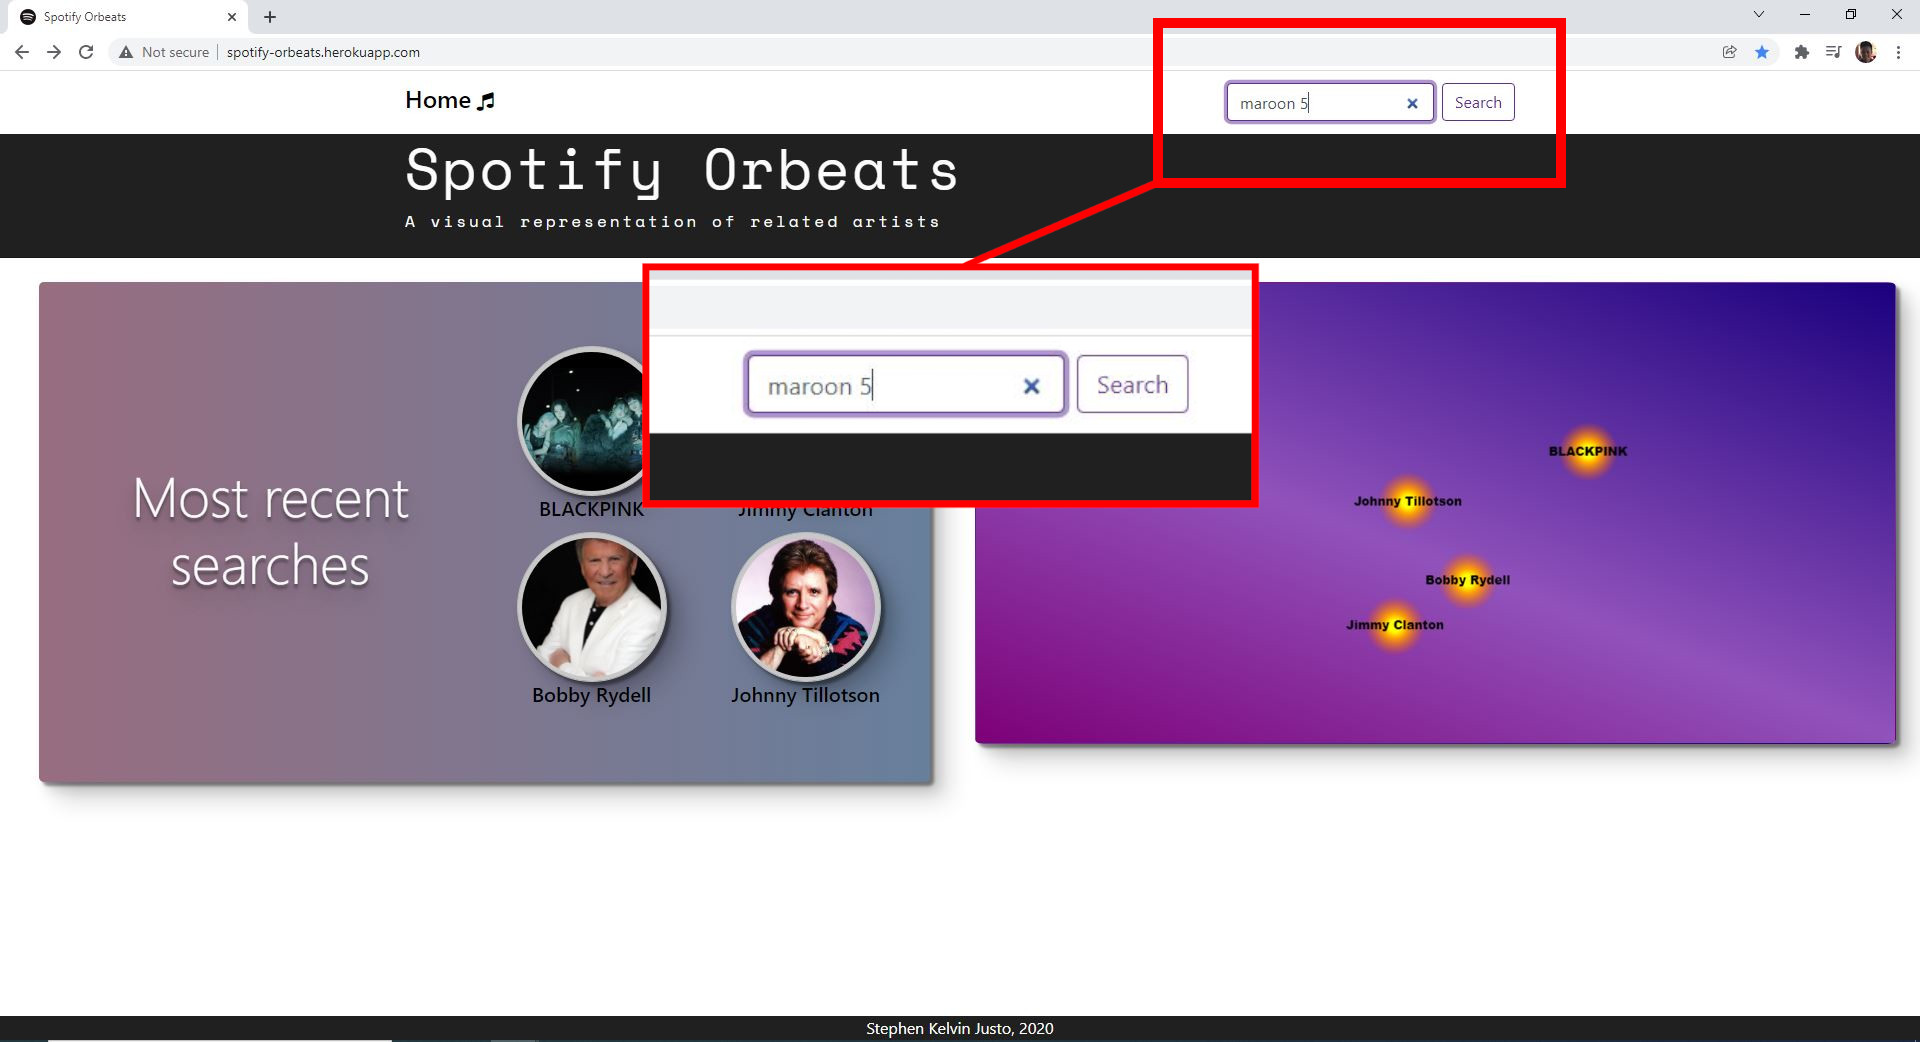 Spotify Orbeats
Not secure
spotify-orbeats.herokuapp.com
Home
maroon 5
Search
Spotify Orbeats
A visual representation of related artists
maroon 5
Search
Most recent
searches
BLACKPINK
Jimmy Clanton
Bobby Rydell
Johnny Tillotson
BLACKPINK
Johnny Tillotson
Bobby Rydell
Jimmy Clanton
Stephen Kelvin Justo, 2020